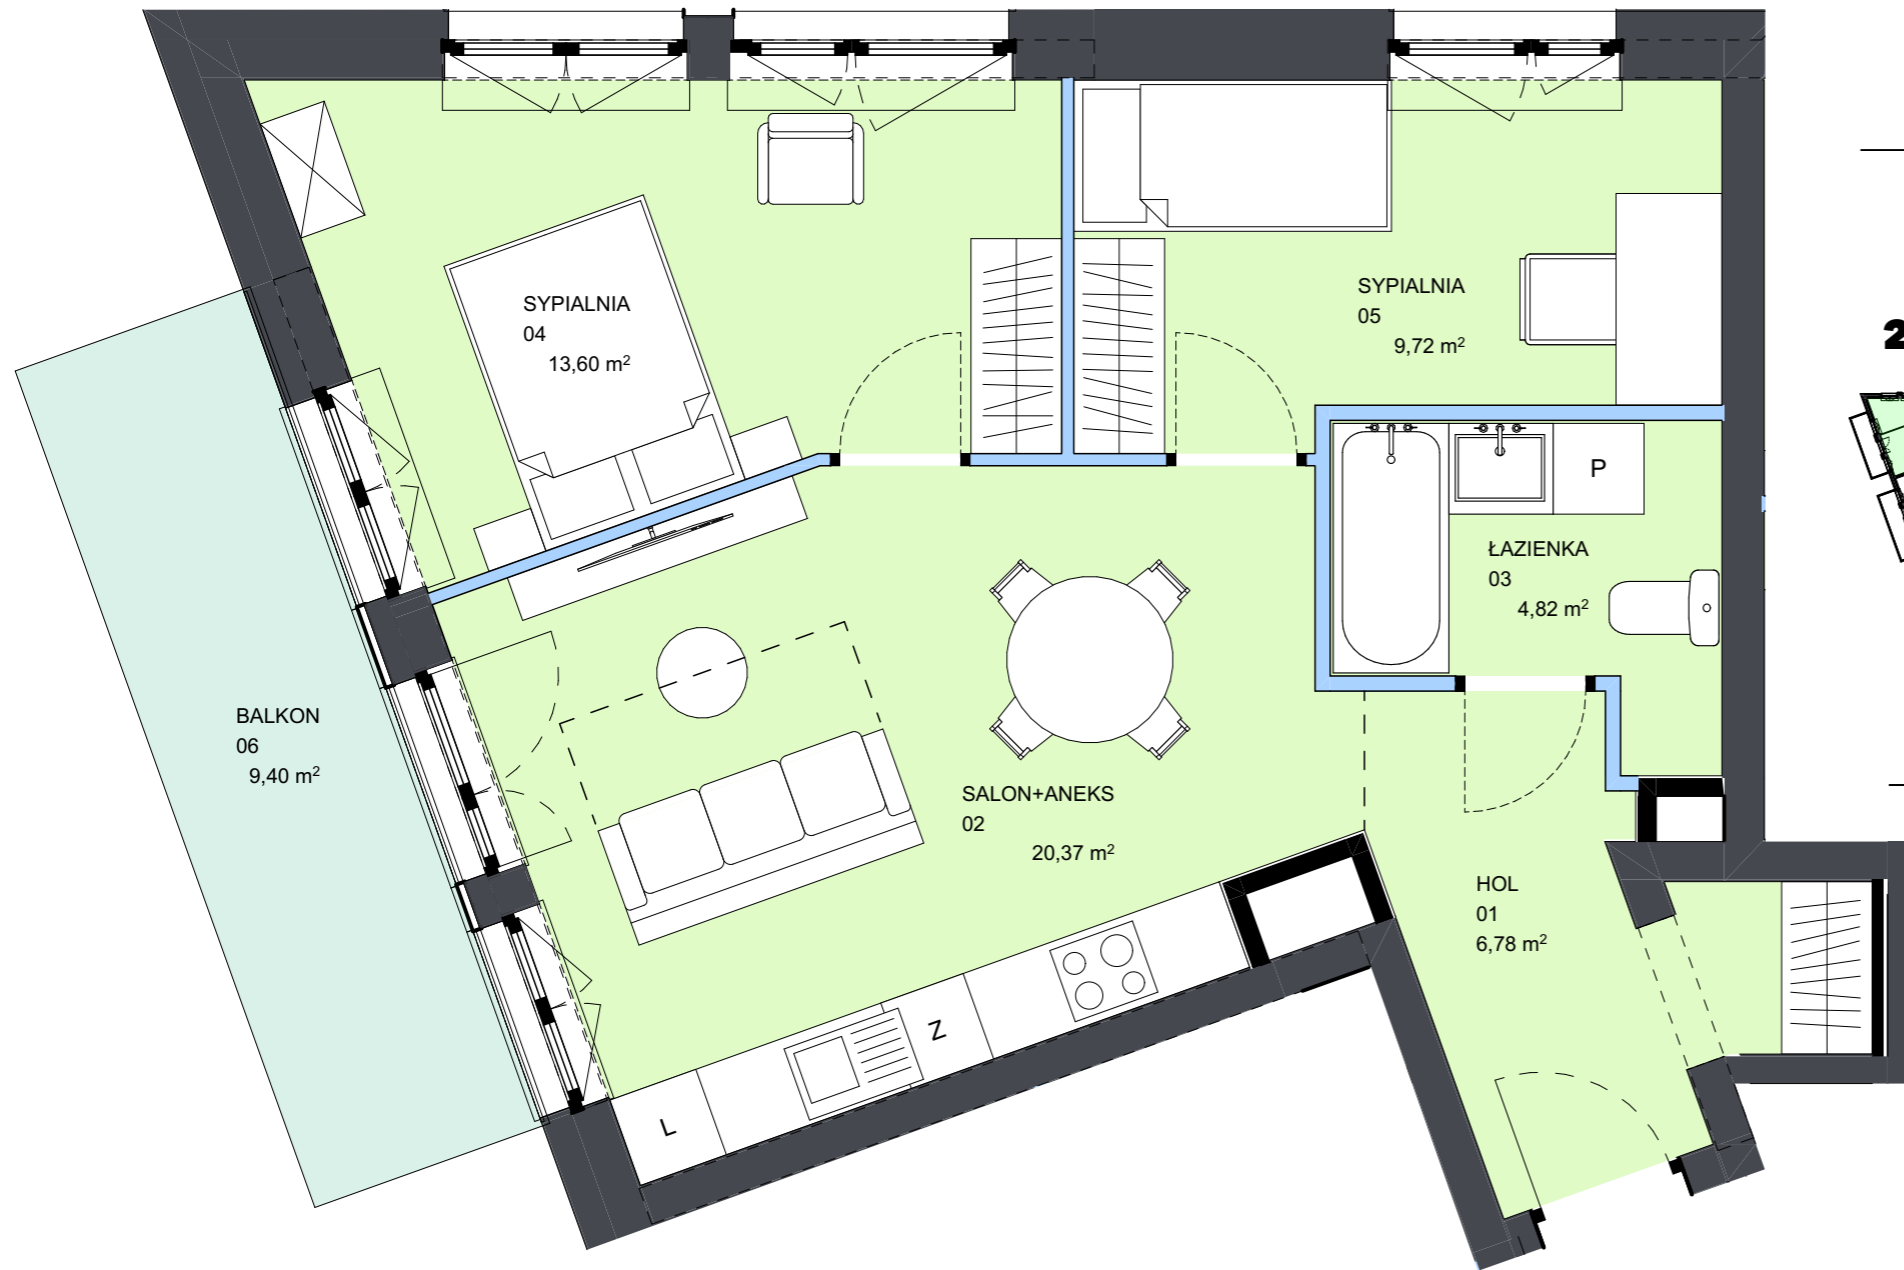 SYPIALNIA
04
13,60 m²
SYPIALNIA
05
9,72 m²
2
P
ŁAZIENKA
03
4,82 m²
BALKON
06
9,40 m²
SALON+ANEKS
02
20,37 m²
HOL
01
6,78 m²
Z
L